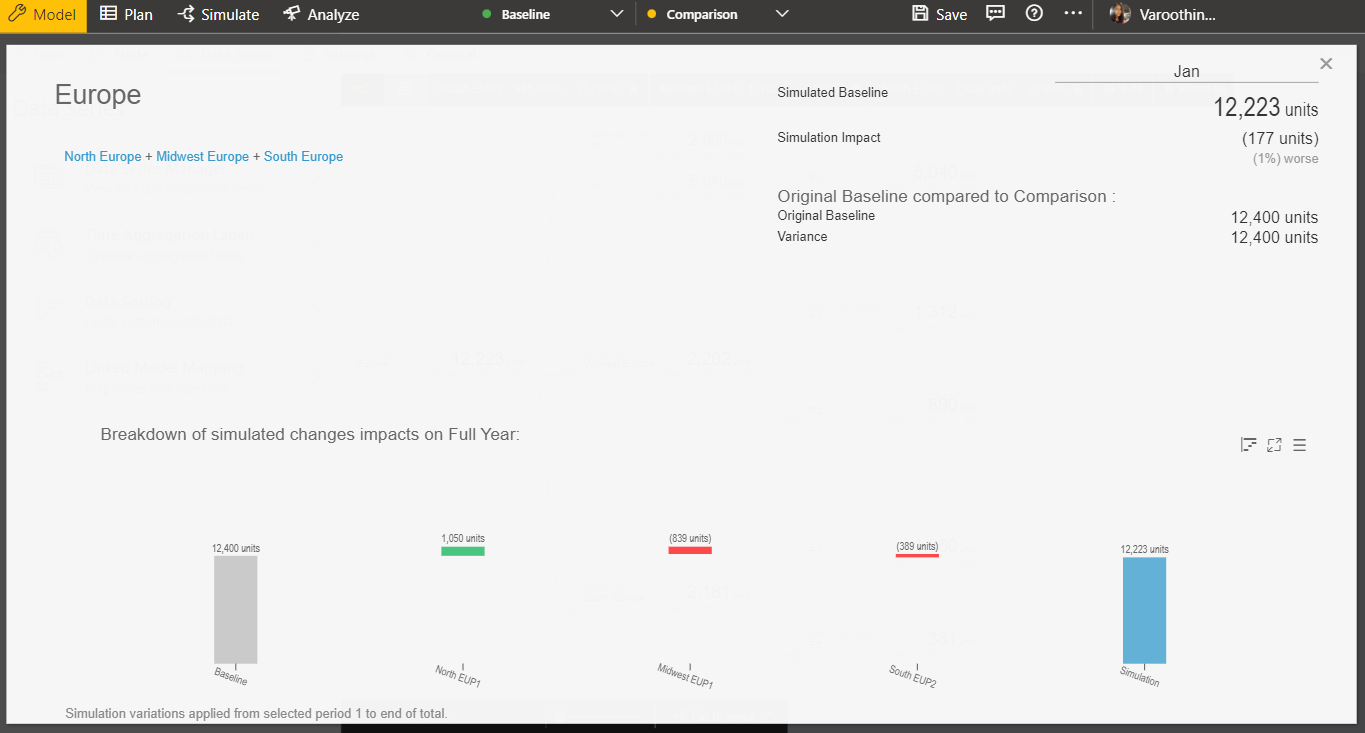 Model Plan Simulate Analyze Baseline Comparison Save Varoothin...
Europe
North Europe + Midwest Europe + South Europe
Jan
Simulated Baseline 12,223 units
Simulation Impact (177 units)
(1%) worse
Original Baseline compared to Comparison :
Original Baseline 12,400 units
Variance 12,400 units
Breakdown of simulated changes impacts on Full Year:
12,400 units 1,050 units (839 units) (389 units) 12,223 units
Baseline North EUP1 Midwest EUP1 South EUP2 Simulation
Simulation variations applied from selected period 1 to end of total.